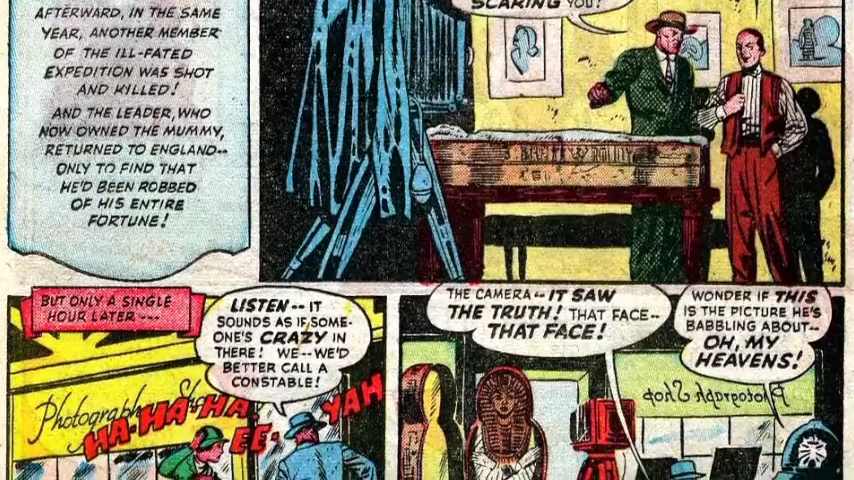 AFTERWARD, IN THE SAME
YEAR, ANOTHER MEMBER
OF THE ILL-FATED
EXPEDITION WAS SHOT
AND KILLED!
AND THE LEADER, WHO
NOW OWNED THE MUMMY,
RETURNED TO ENGLAND--
ONLY TO FIND THAT
HE'D BEEN ROBBED
OF HIS ENTIRE
FORTUNE!
SCARING YOU!
BUT ONLY A SINGLE
HOUR LATER ---
LISTEN-- IT
SOUNDS AS IF SOME-
ONE'S CRAZY IN
THERE! WE--WE'D
BETTER CALL A
CONSTABLE!
Photograph Sho
HA-HA-HA!
EE-YAH
THE CAMERA-- IT SAW
THE TRUTH! THAT FACE--
THAT FACE!
WONDER IF THIS
IS THE PICTURE HE'S
BABBLING ABOUT--
OH, MY
HEAVENS!
Photograph Shop